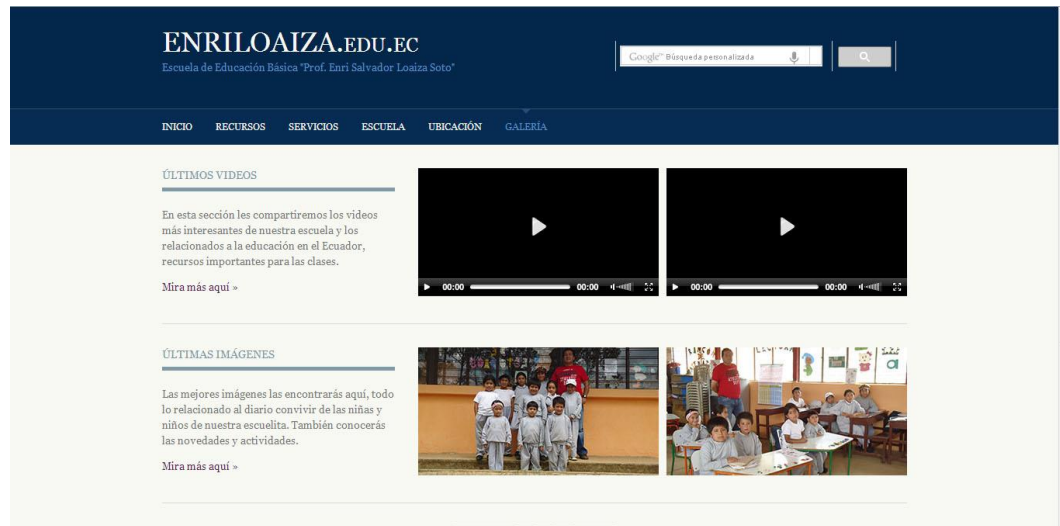 ENRILOAIZA.EDU.EC
Escuela de Educación Básica "Prof. Enri Salvador Loaiza Soto"
Google™ Búsqueda personalizada
INICIO RECURSOS SERVICIOS ESCUELA UBICACIÓN GALERÍA
ÚLTIMOS VIDEOS
En esta sección les compartiremos los videos
más interesantes de nuestra escuela y los
relacionados a la educación en el Ecuador,
recursos importantes para las clases.
Mira más aquí »
00:00 00:00
00:00 00:00
ÚLTIMAS IMÁGENES
Las mejores imágenes las encontrarás aquí, todo
lo relacionado al diario convivir de las niñas y
niños de nuestra escuelita. También conocerás
las novedades y actividades.
Mira más aquí »